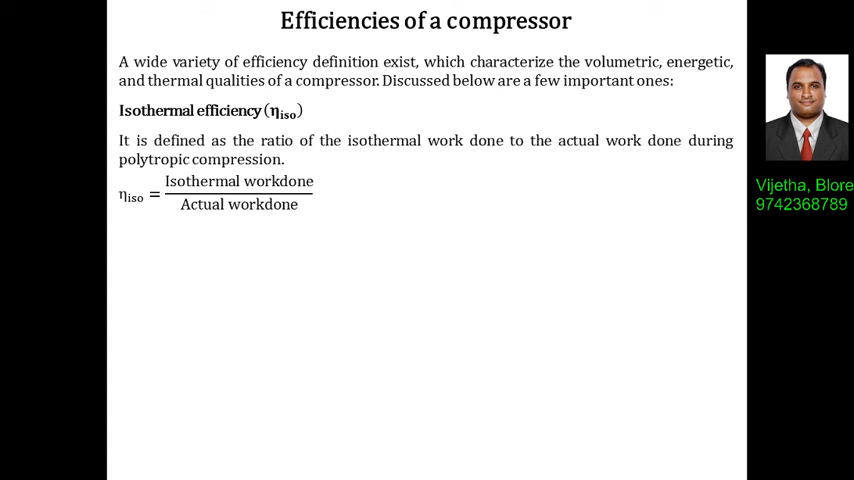 Efficiencies of a compressor
A wide variety of efficiency definition exist, which characterize the volumetric, energetic,
and thermal qualities of a compressor. Discussed below are a few important ones:
Isothermal efficiency (η_iso)
It is defined as the ratio of the isothermal work done to the actual work done during
polytropic compression.
η_iso = Isothermal workdone / Actual workdone
Vijetha, Blore
9742368789